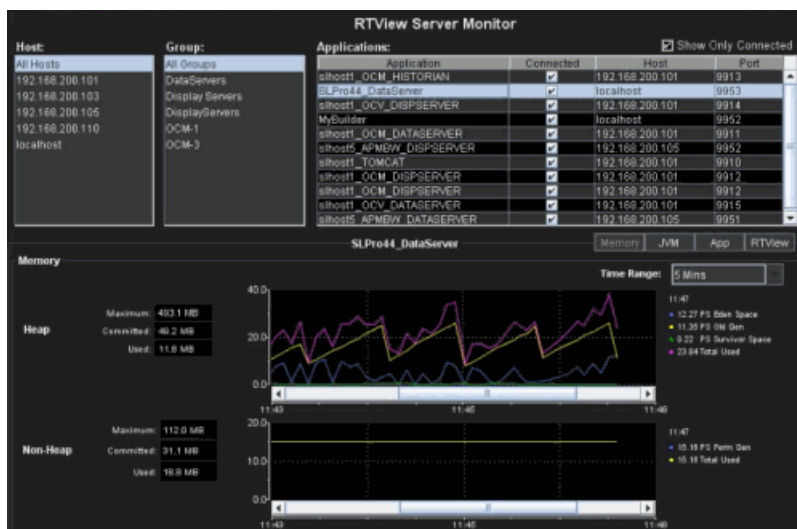 RTView Server Monitor
Host:
All Hosts
192.168.200.101
192.168.200.103
192.168.200.105
192.168.200.110
localhost
Group:
All Groups
DataServers
Display Servers
DisplayServers
OCM-1
OCM-3
Applications:
Show Only Connected
Application Connected Host Port
slhost1_OCM_HISTORIAN 192.168.200.101 9913
SLPro44_DataServer localhost 9953
slhost1_OCV_DISPSERVER 192.168.200.101 9914
MyBuilder localhost 9952
slhost1_OCM_DATASERVER 192.168.200.101 9911
slhost5_APMBW_DISPSERVER 192.168.200.105 9952
slhost1_TOMCAT 192.168.200.101 9910
slhost1_OCM_DISPSERVER 192.168.200.101 9912
slhost1_OCM_DISPSERVER 192.168.200.101 9912
slhost1_OCV_DATASERVER 192.168.200.101 9915
slhost5_APMBW_DATASERVER 192.168.200.105 9951
SLPro44_DataServer
Memory JVM App RTView
Memory
Time Range: 5 Mins
Heap
Maximum: 493.1 MB
Committed: 49.2 MB
Used: 11.8 MB
40.0
20.0
0.0
11:43 11:45 11:48
11:47
12.27 PS Eden Space
11.35 PS Old Gen
0.22 PS Survivor Space
23.84 Total Used
Non-Heap
Maximum: 112.0 MB
Committed: 31.1 MB
Used: 18.8 MB
20.0
10.0
0.0
11:43 11:45 11:48
11:47
15.16 PS Perm Gen
15.16 Total Used